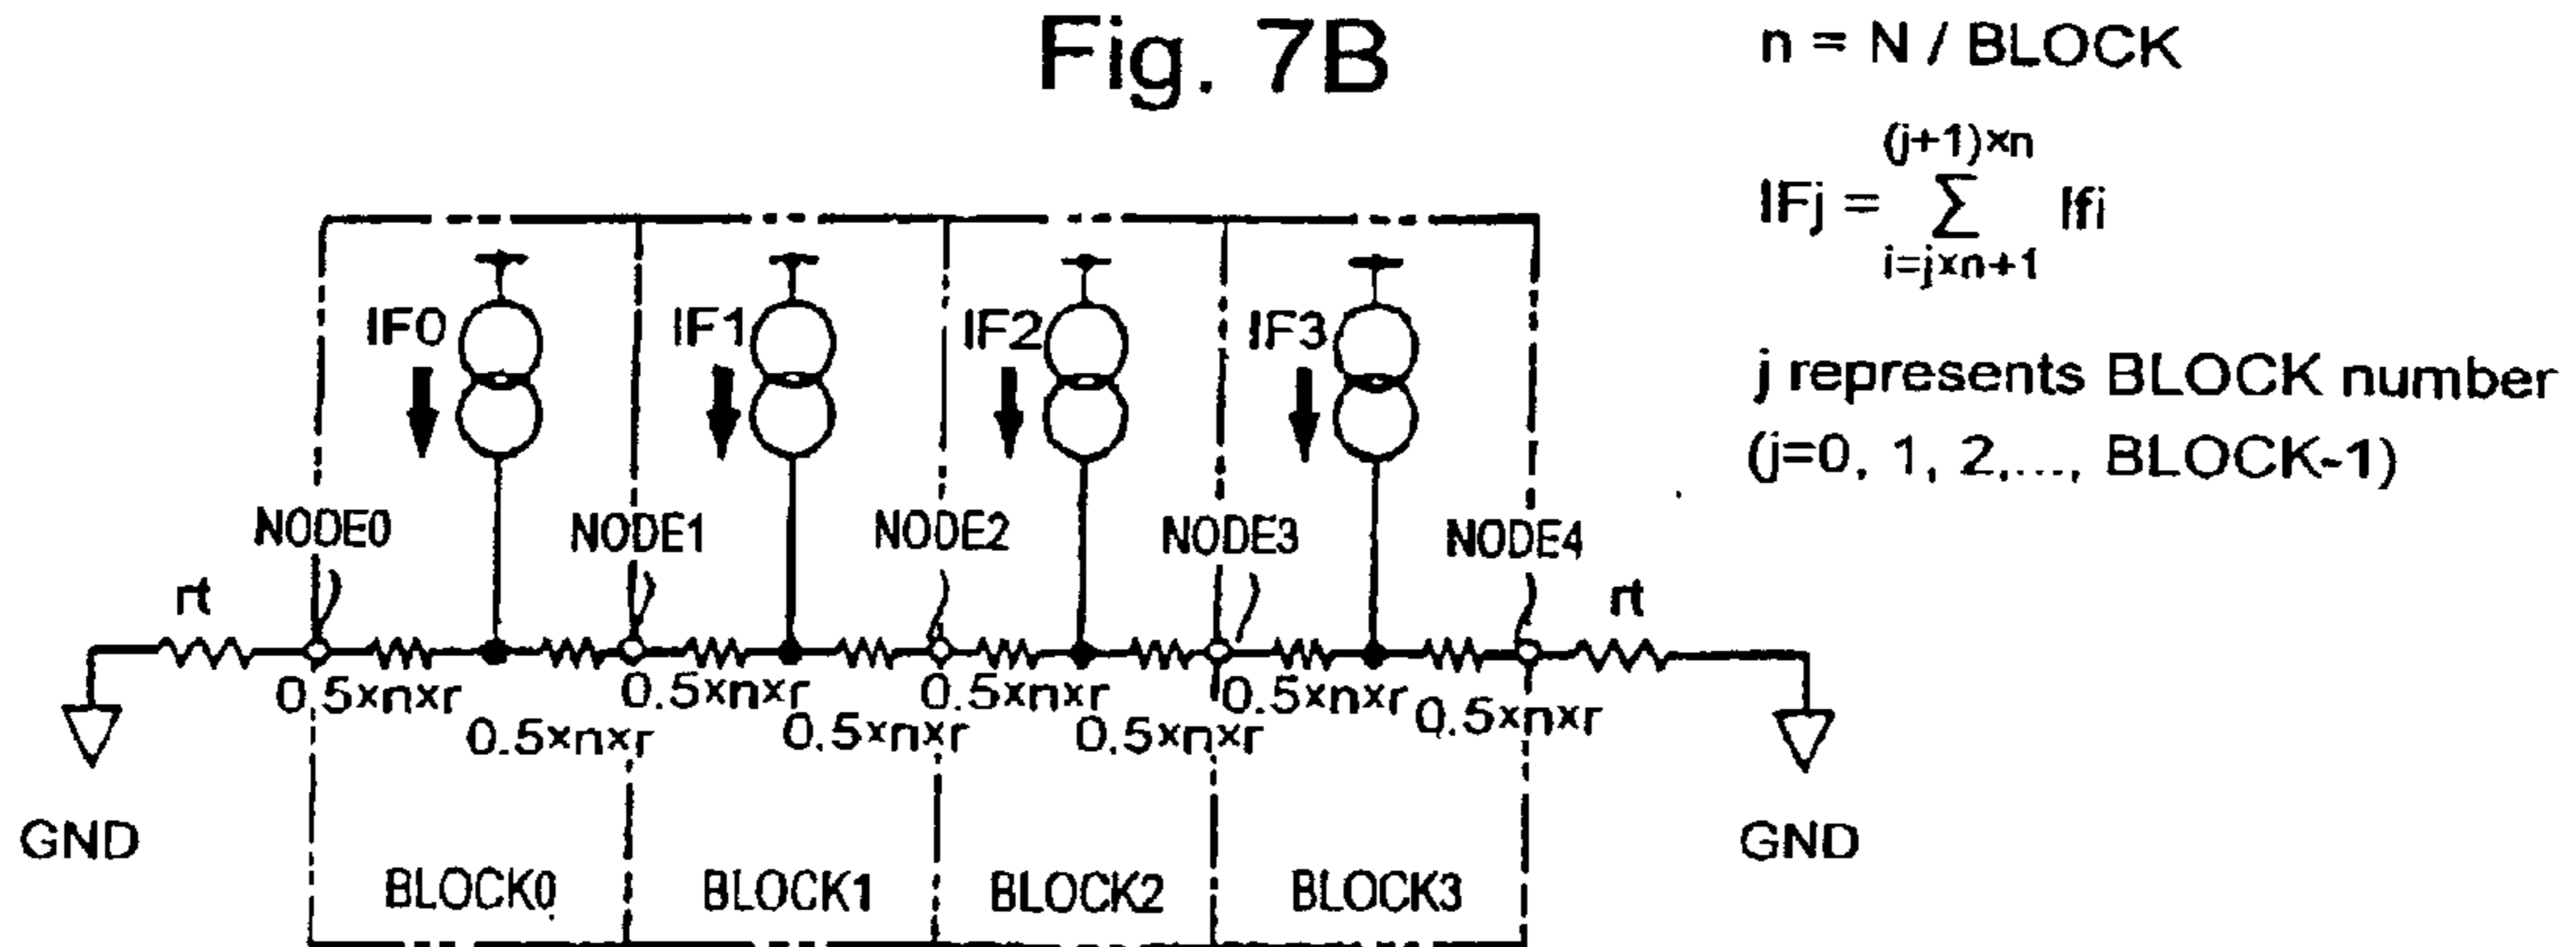 Fig. 7B
n = N / BLOCK
(j+1)×n
IFj = Σ Ifi
i=j×n+1
j represents BLOCK number
(j=0, 1, 2,..., BLOCK-1)
IF0 IF1 IF2 IF3
NODE0 NODE1 NODE2 NODE3 NODE4
rt rt
0.5×n×r 0.5×n×r 0.5×n×r 0.5×n×r
0.5×n×r 0.5×n×r 0.5×n×r 0.5×n×r
GND GND
BLOCK0 BLOCK1 BLOCK2 BLOCK3